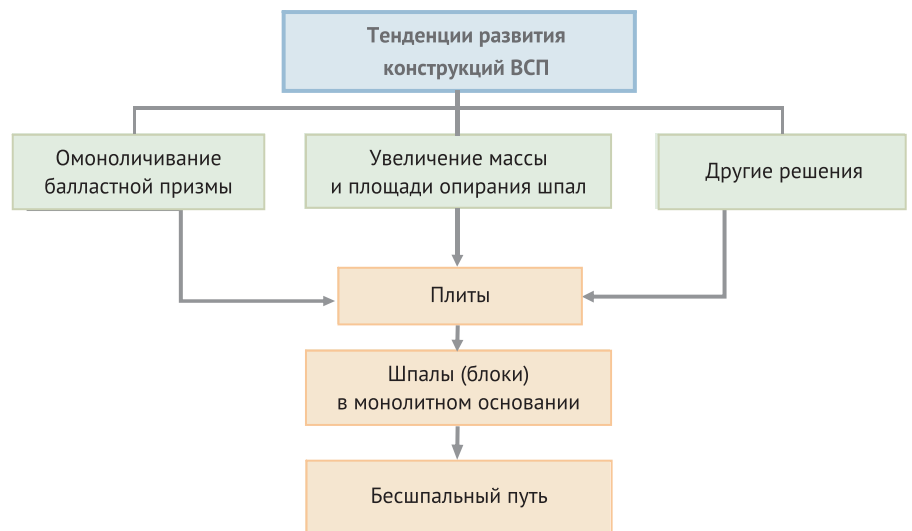 Тенденции развития
конструкций ВСП
Омоноличивание
балластной призмы
Увеличение массы
и площади опирания шпал
Другие решения
Плиты
Шпалы (блоки)
в монолитном основании
Бесшпальный путь